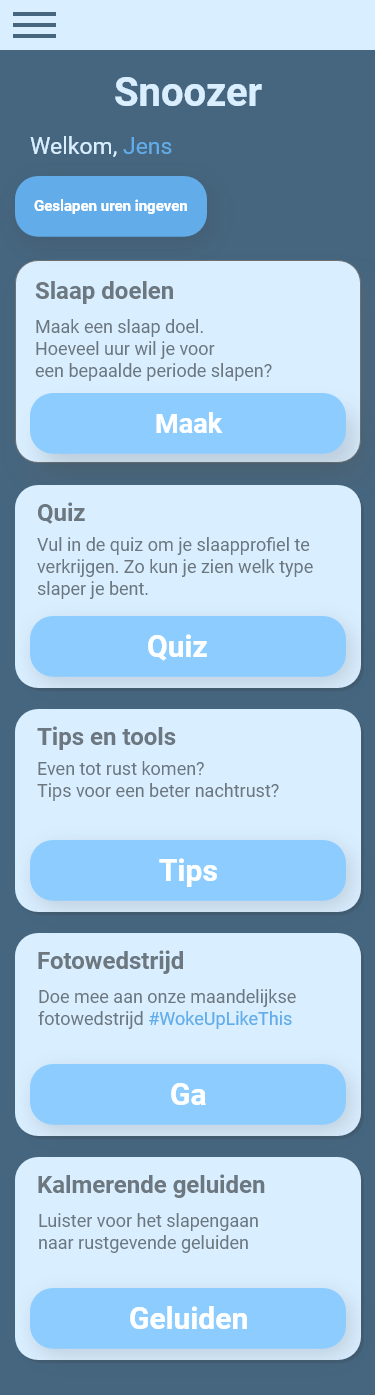 Snoozer
Welkom, Jens
Geslapen uren ingeven
Slaap doelen
Maak een slaap doel.
Hoeveel uur wil je voor
een bepaalde periode slapen?
Maak
Quiz
Vul in de quiz om je slaapprofiel te
verkrijgen. Zo kun je zien welk type
slaper je bent.
Quiz
Tips en tools
Even tot rust komen?
Tips voor een beter nachtrust?
Tips
Fotowedstrijd
Doe mee aan onze maandelijkse
fotowedstrijd #WokeUpLikeThis
Ga
Kalmerende geluiden
Luister voor het slapengaan
naar rustgevende geluiden
Geluiden